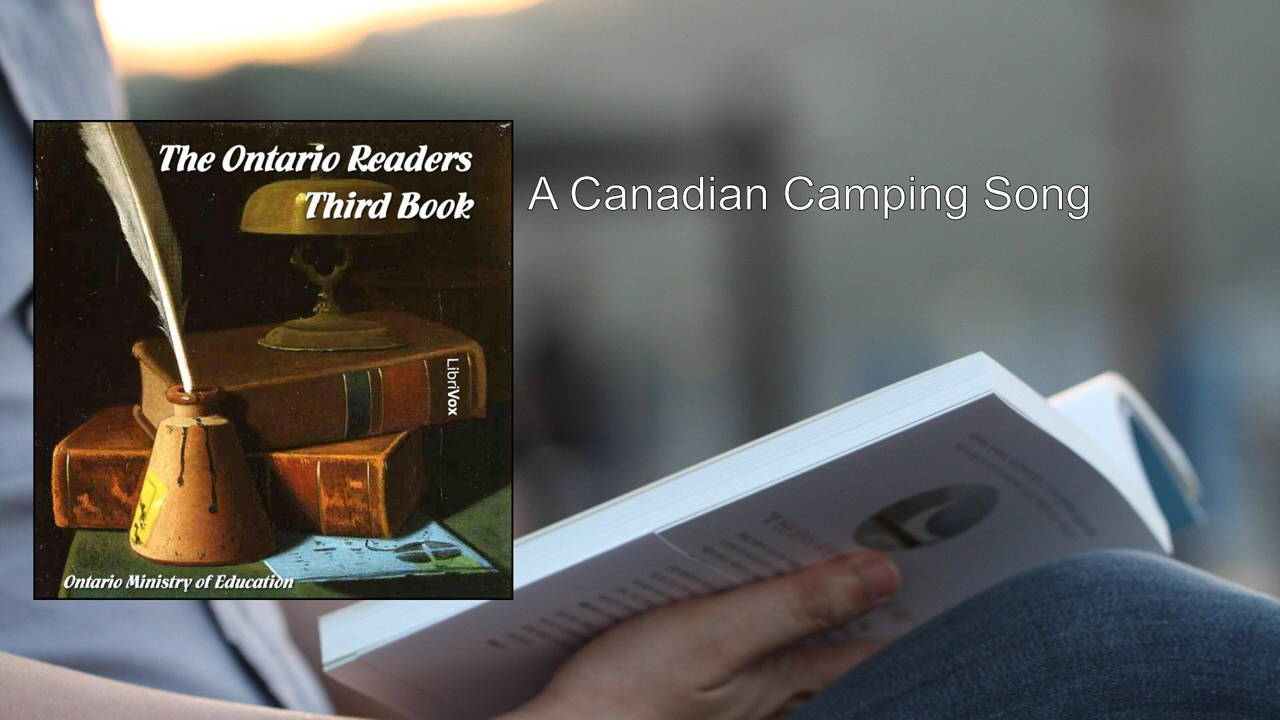 The Ontario Readers
Third Book
A Canadian Camping Song
LibriVox
Ontario Ministry of Education